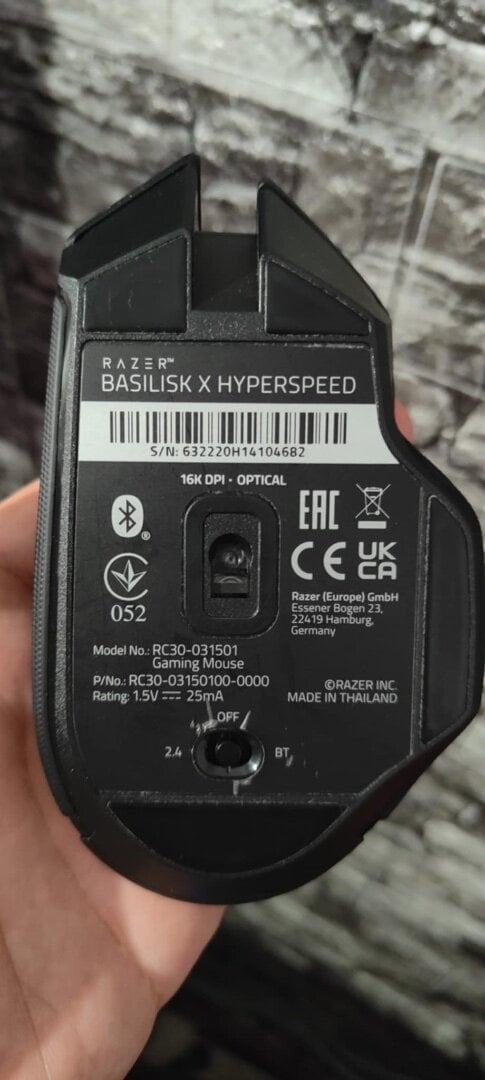 RAZER™
BASILISK X HYPERSPEED
S/N: 632220H14104682
16K DPI · OPTICAL
®
052
EAC
CE
UK
CA
Razer (Europe) GmbH
Essener Bogen 23,
22419 Hamburg,
Germany
Model No.: RC30-031501
Gaming Mouse
P/No.: RC30-03150100-0000
Rating: 1.5V ⎓ 25mA
©RAZER INC.
MADE IN THAILAND
OFF
2.4
BT